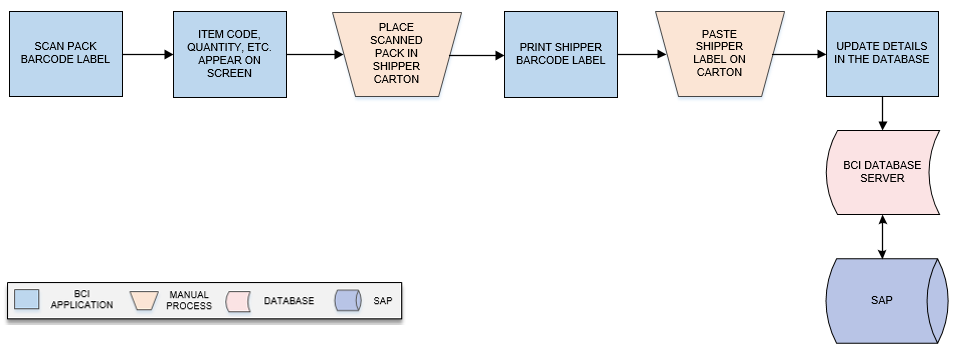 SCAN PACK
BARCODE LABEL
ITEM CODE,
QUANTITY, ETC.
APPEAR ON
SCREEN
PLACE
SCANNED
PACK IN
SHIPPER
CARTON
PRINT SHIPPER
BARCODE LABEL
PASTE
SHIPPER
LABEL ON
CARTON
UPDATE DETAILS
IN THE DATABASE
BCI DATABASE
SERVER
SAP
BCI
APPLICATION
MANUAL
PROCESS
DATABASE
SAP